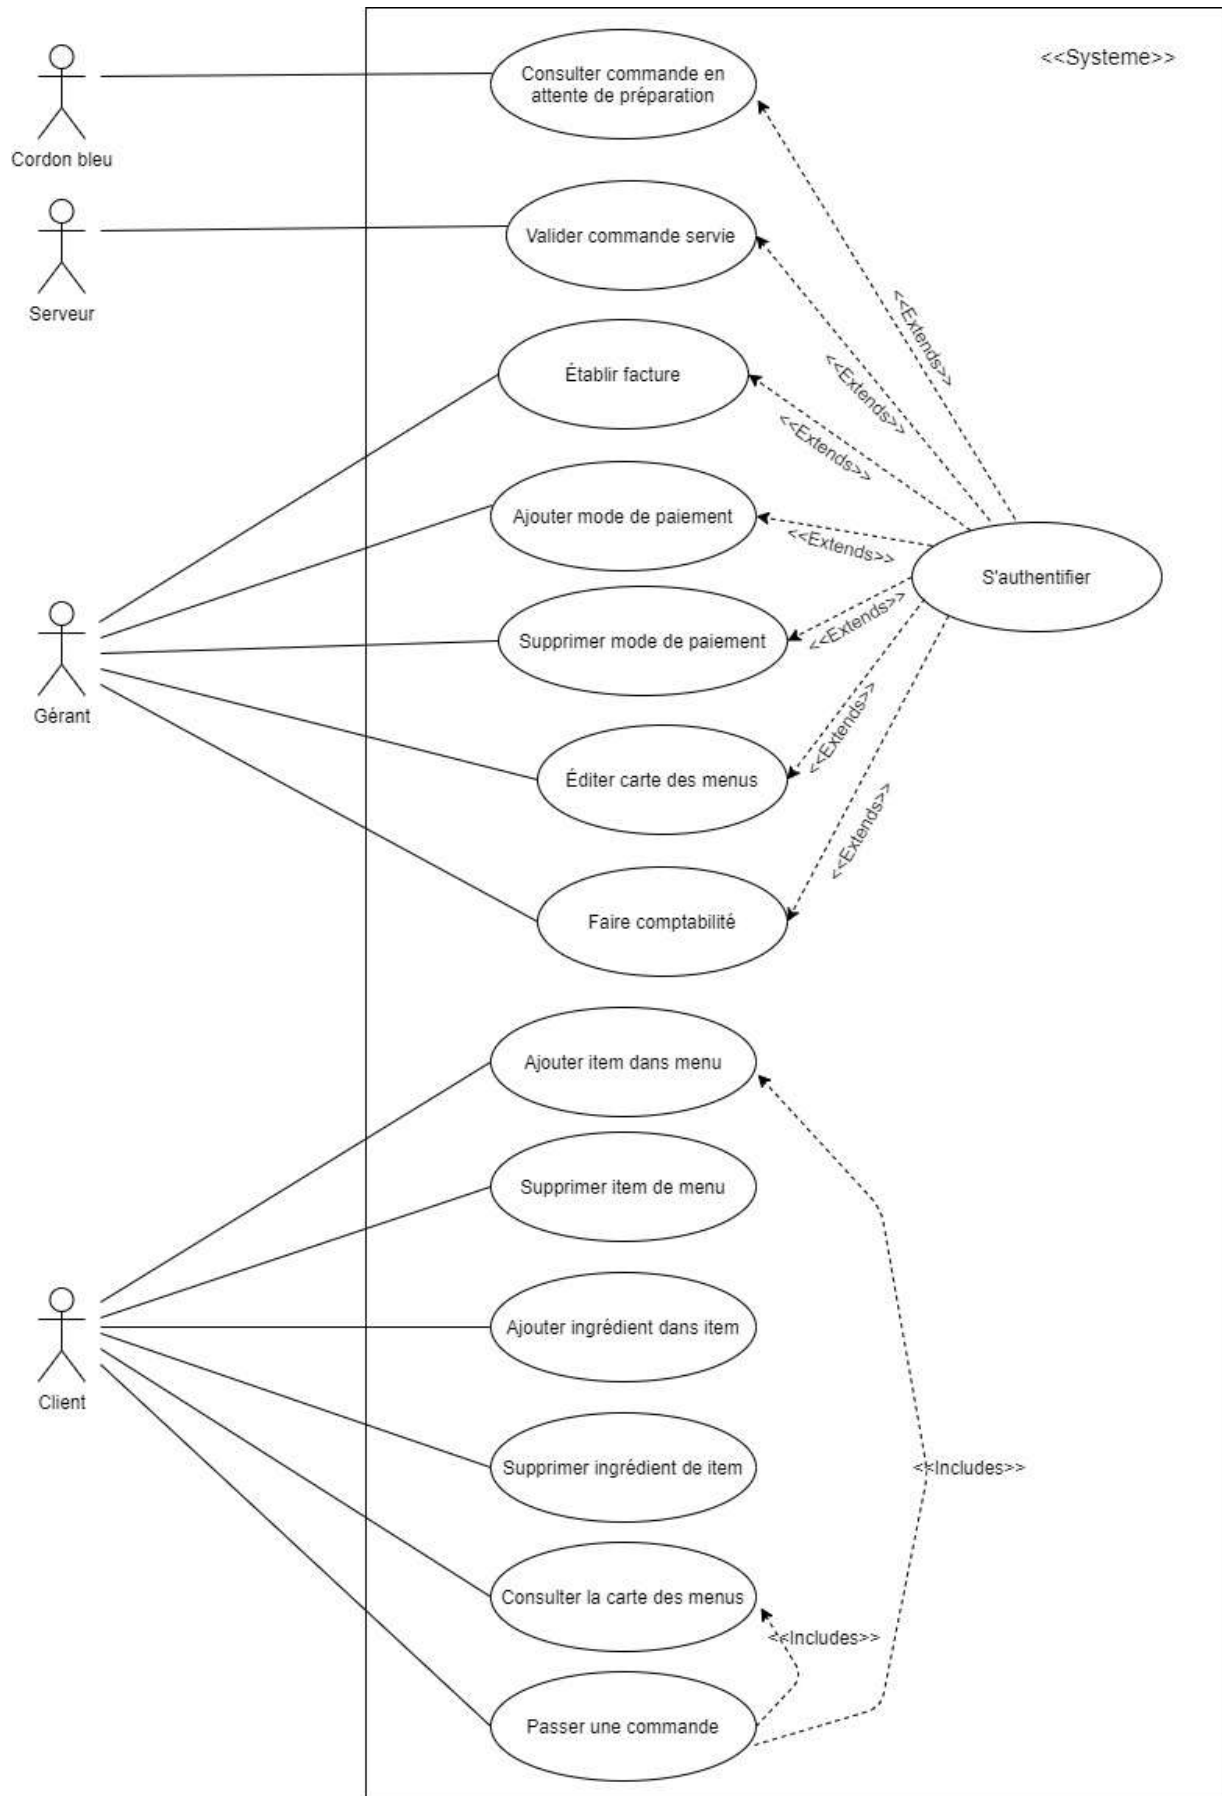 <<Systeme>>
Consulter commande en
attente de préparation
Cordon bleu
Valider commande servie
Serveur
<<Extends>>
<<Extends>>
Établir facture
<<Extends>>
Ajouter mode de paiement
<<Extends>>
S'authentifier
Supprimer mode de paiement
<<Extends>>
Gérant
Éditer carte des menus
<<Extends>>
<<Extends>>
Faire comptabilité
Ajouter item dans menu
Supprimer item de menu
Ajouter ingrédient dans item
Client
Supprimer ingrédient de item
<<Includes>>
Consulter la carte des menus
<<Includes>>
Passer une commande